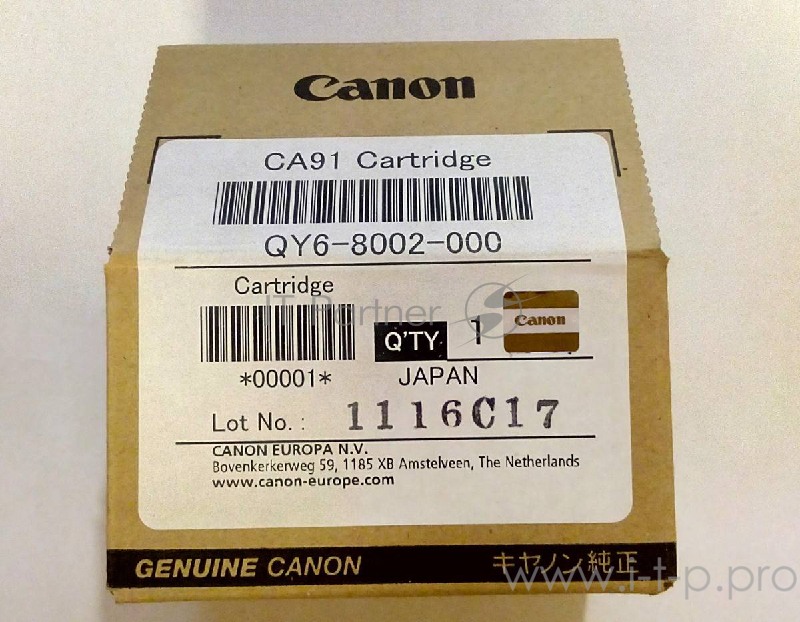 Canon
CA91 Cartridge
QY6-8002-000
Cartridge
IT Partner
Canon
Q'TY 1
*00001*
JAPAN
Lot No. : 1116C17
CANON EUROPA N.V.
Bovenkerkerweg 59, 1185 XB Amstelveen, The Netherlands
www.canon-europe.com
GENUINE CANON キヤノン純正
www.i-t-p.pro